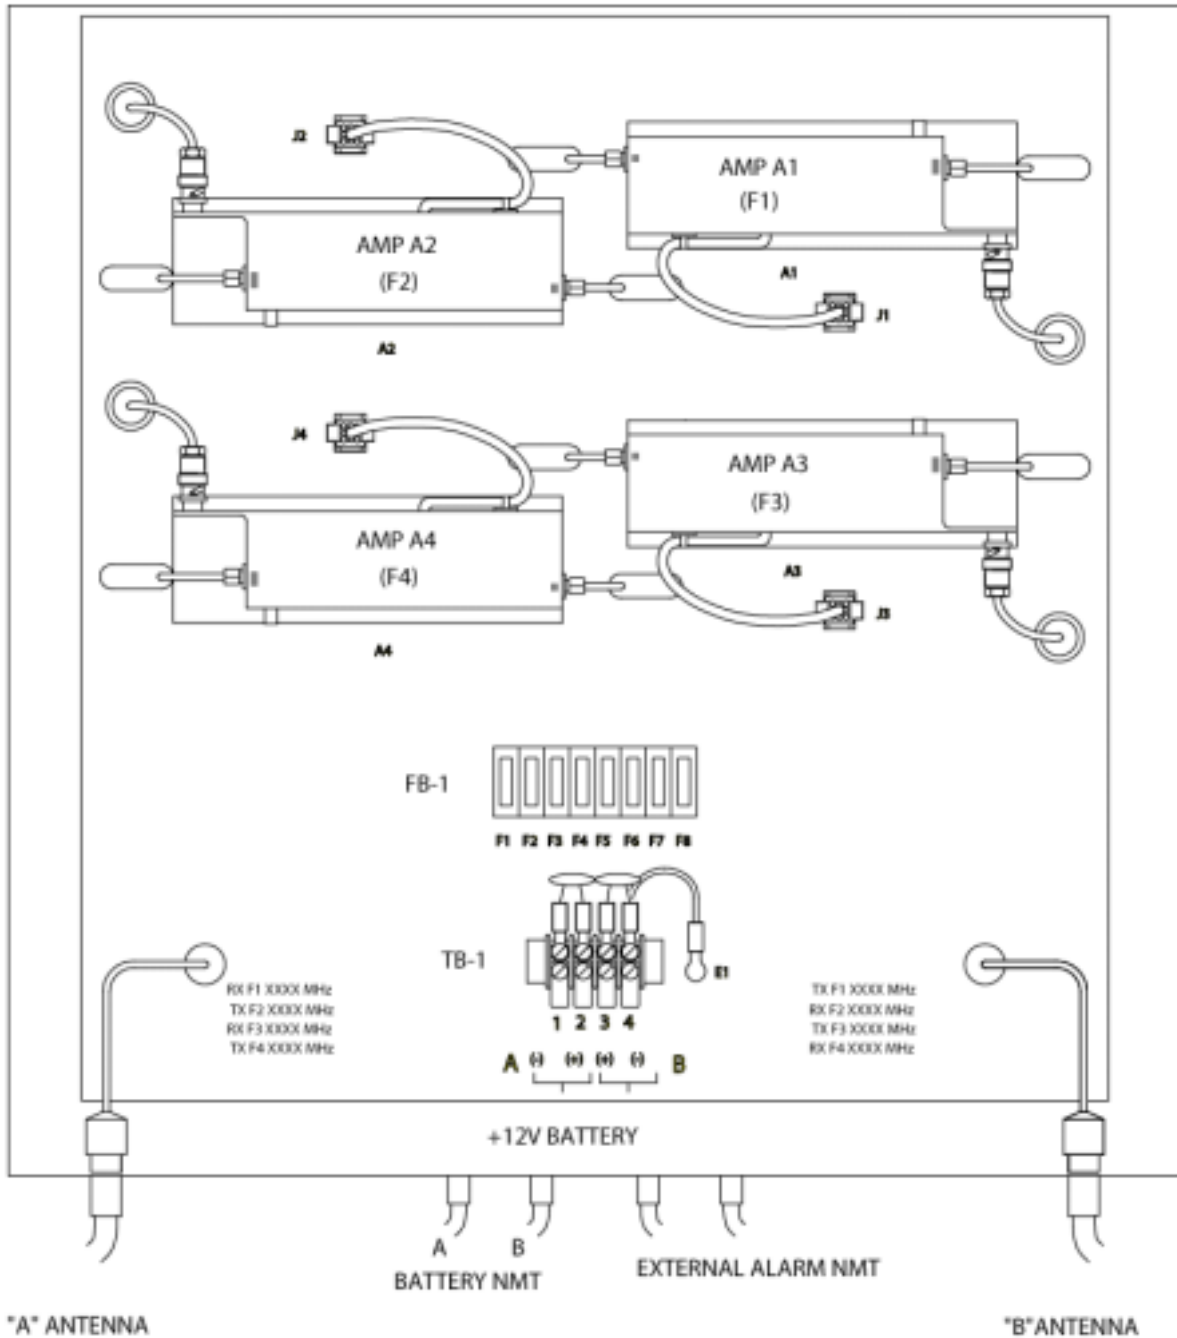 J2
AMP A1
(F1)
AMP A2
(F2)
A1
J1
A2
J4
AMP A3
(F3)
AMP A4
(F4)
A3
J3
A4
FB-1
F1 F2 F3 F4 F5 F6 F7 F8
TB-1
E1
RX F1 XXXX MHz
TX F2 XXXX MHz
RX F3 XXXX MHz
TX F4 XXXX MHz
TX F1 XXXX MHz
RX F2 XXXX MHz
TX F3 XXXX MHz
RX F4 XXXX MHz
1 2 3 4
A (-) (+) (+) (-) B
+12V BATTERY
A B
BATTERY NMT
EXTERNAL ALARM NMT
"A" ANTENNA
"B"ANTENNA